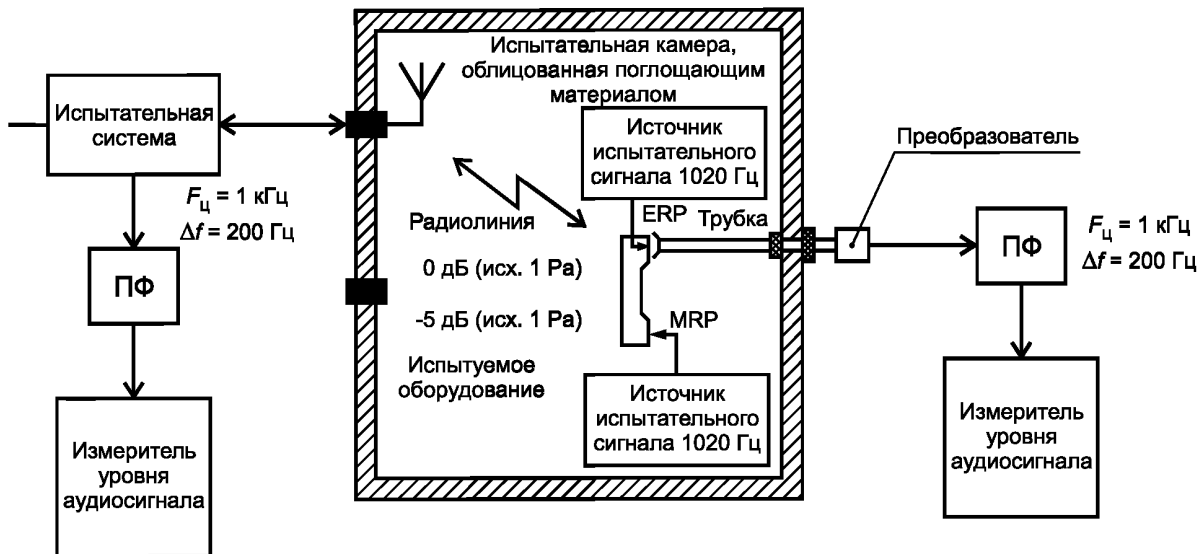 Испытательная
система
F_ц = 1 кГц
Δf = 200 Гц
ПФ
Измеритель
уровня
аудиосигнала
Испытательная камера,
облицованная поглощающим
материалом
Источник
испытательного
сигнала 1020 Гц
Радиолиния
ERP
Трубка
0 дБ (исх. 1 Pa)
-5 дБ (исх. 1 Pa)
MRP
Испытуемое
оборудование
Источник
испытательного
сигнала 1020 Гц
Преобразователь
ПФ
F_ц = 1 кГц
Δf = 200 Гц
Измеритель
уровня
аудиосигнала